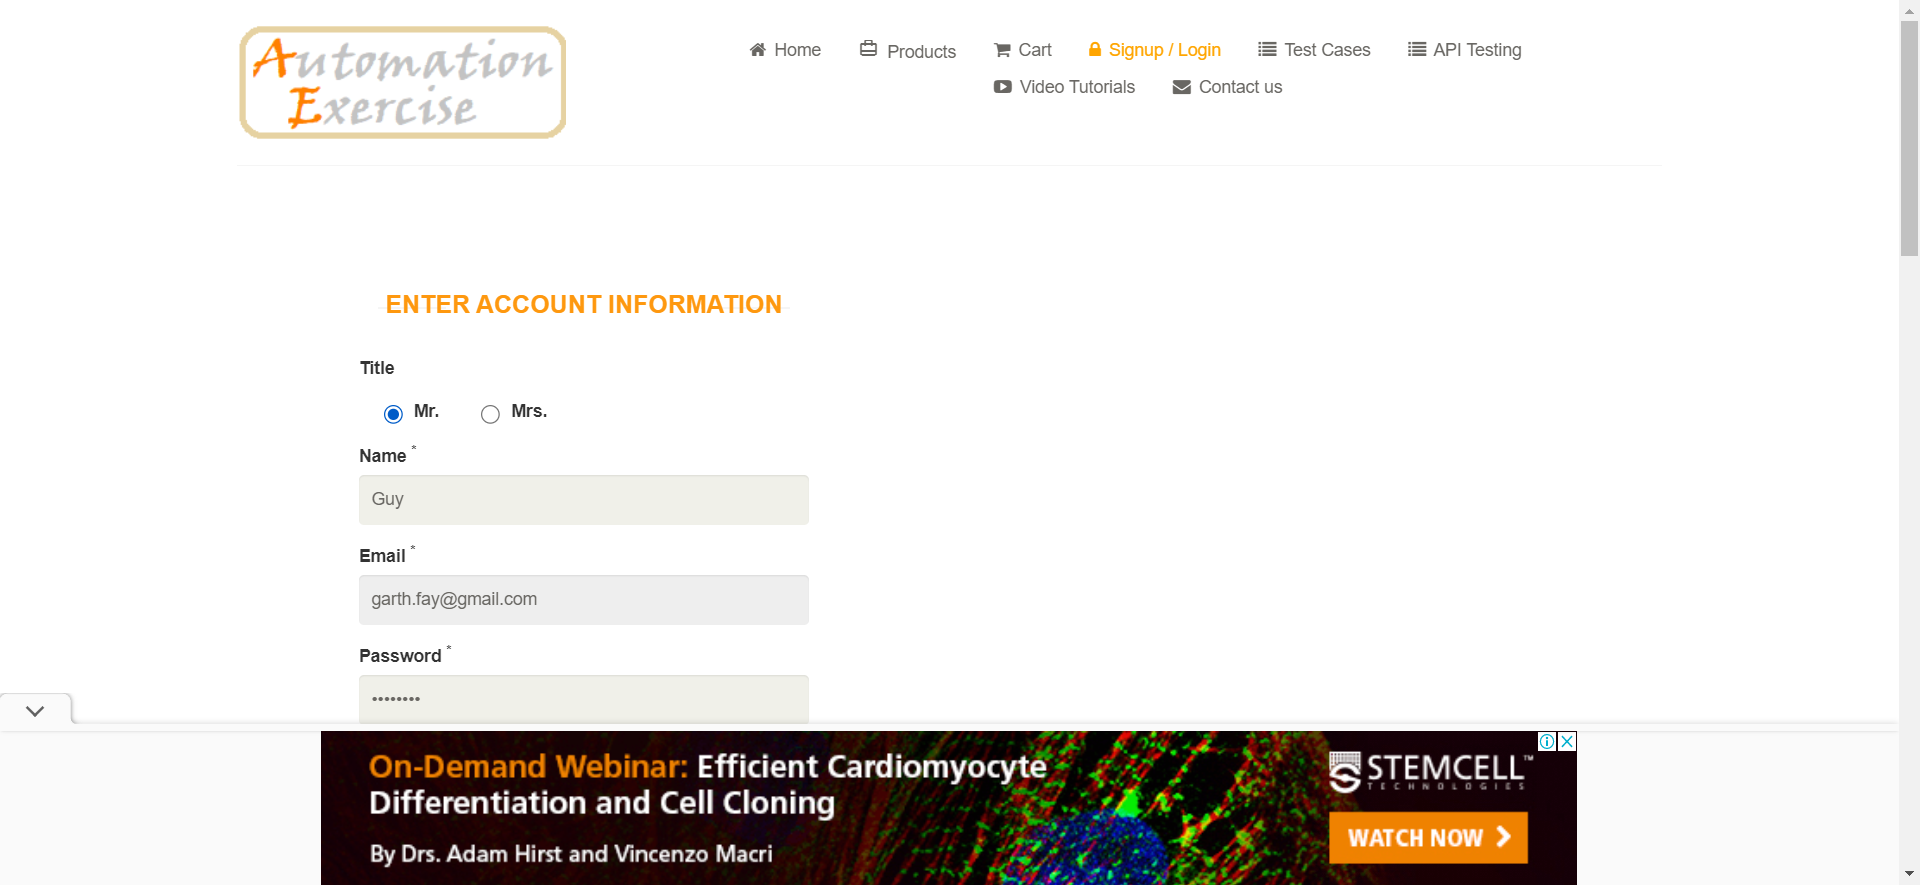 Automation
Exercise
Home
Products
Cart
Signup / Login
Test Cases
API Testing
Video Tutorials
Contact us
ENTER ACCOUNT INFORMATION
Title
Mr.
Mrs.
Name *
Guy
Email *
garth.fay@gmail.com
Password *
••••••••
On-Demand Webinar: Efficient Cardiomyocyte
Differentiation and Cell Cloning
By Drs. Adam Hirst and Vincenzo Macri
STEMCELL™
TECHNOLOGIES
WATCH NOW